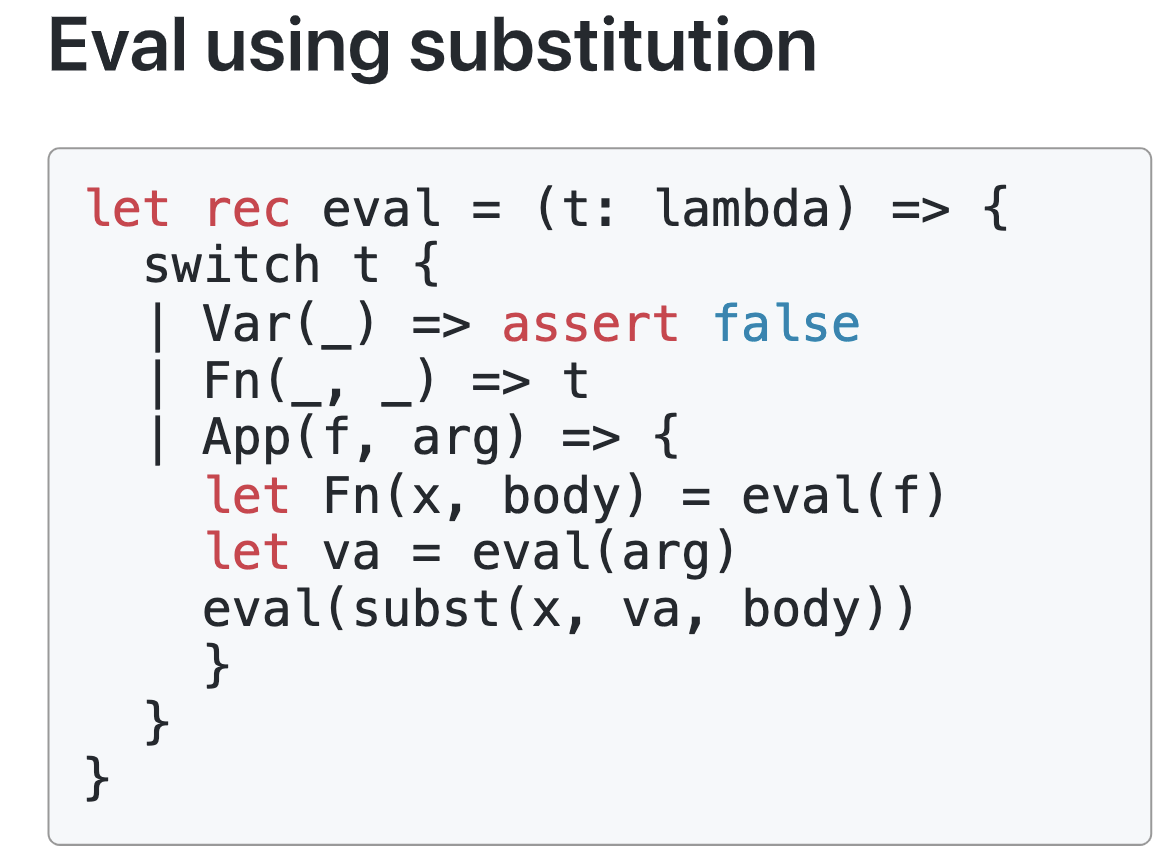 Eval using substitution
let rec eval = (t: lambda) => {
  switch t {
  | Var(_) => assert false
  | Fn(_, _) => t
  | App(f, arg) => {
    let Fn(x, body) = eval(f)
    let va = eval(arg)
    eval(subst(x, va, body))
    }
  }
}